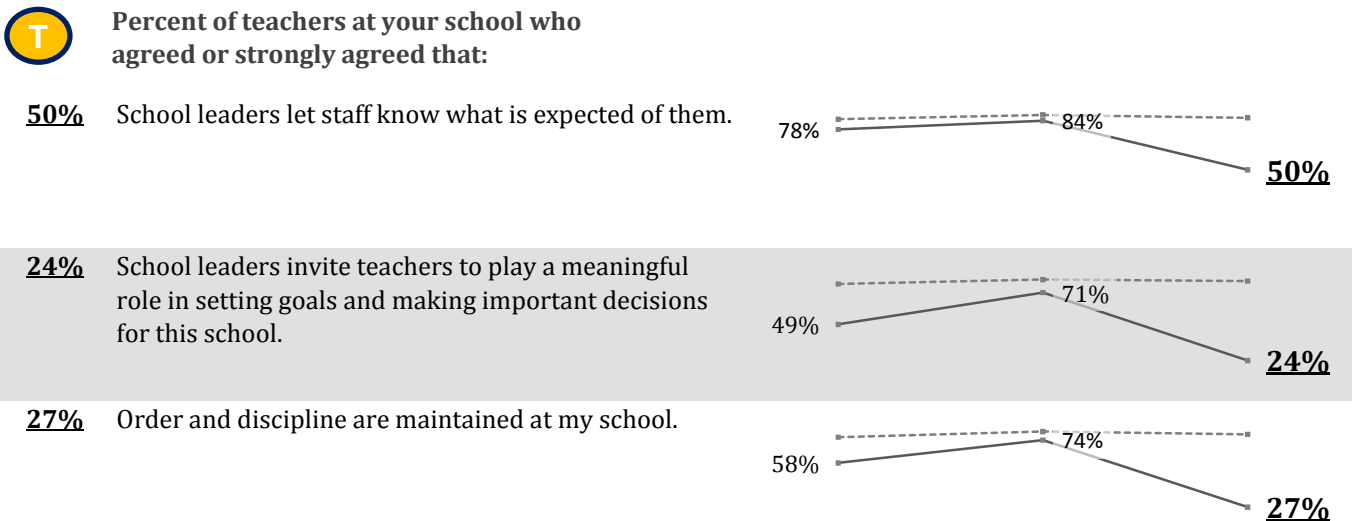 T
Percent of teachers at your school who
agreed or strongly agreed that:
50% School leaders let staff know what is expected of them.
78%
84%
50%
24% School leaders invite teachers to play a meaningful
role in setting goals and making important decisions
for this school.
49%
71%
24%
27% Order and discipline are maintained at my school.
58%
74%
27%